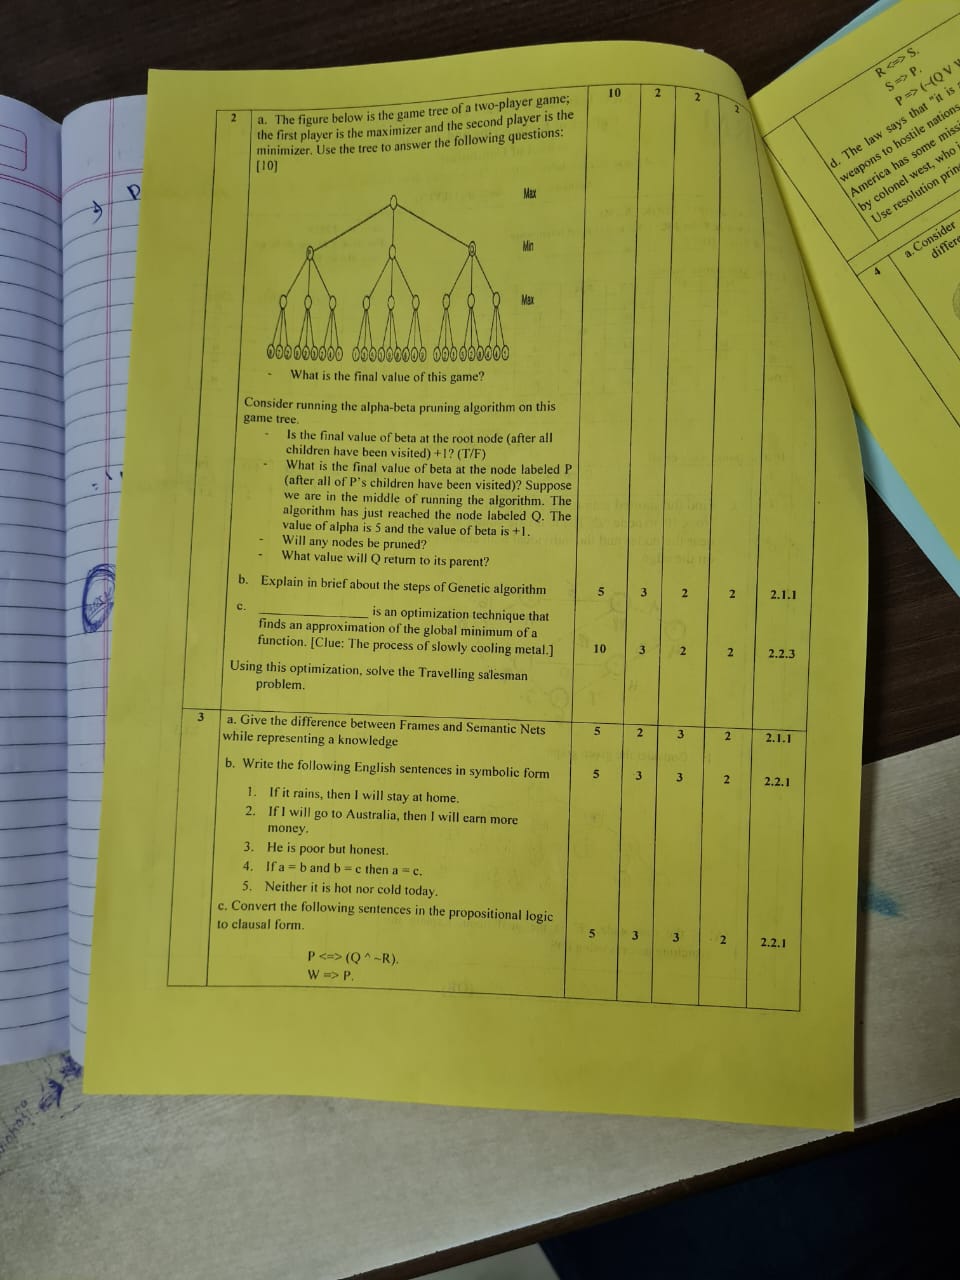 2
a. The figure below is the game tree of a two-player game;
the first player is the maximizer and the second player is the
minimizer. Use the tree to answer the following questions:
[10]
10 2 2 2
Max
Min
Max
- What is the final value of this game?
Consider running the alpha-beta pruning algorithm on this
game tree.
- Is the final value of beta at the root node (after all
children have been visited) +1? (T/F)
- What is the final value of beta at the node labeled P
(after all of P's children have been visited)? Suppose
we are in the middle of running the algorithm. The
algorithm has just reached the node labeled Q. The
value of alpha is 5 and the value of beta is +1.
- Will any nodes be pruned?
- What value will Q return to its parent?
b. Explain in brief about the steps of Genetic algorithm 5 3 2 2 2.1.1
c. ________________ is an optimization technique that
finds an approximation of the global minimum of a
function. [Clue: The process of slowly cooling metal.] 10 3 2 2 2.2.3
Using this optimization, solve the Travelling salesman
problem.
3 a. Give the difference between Frames and Semantic Nets 5 2 3 2 2.1.1
while representing a knowledge
b. Write the following English sentences in symbolic form 5 3 3 2 2.2.1
1. If it rains, then I will stay at home.
2. If I will go to Australia, then I will earn more
money.
3. He is poor but honest.
4. If a = b and b = c then a = c.
5. Neither it is hot nor cold today.
c. Convert the following sentences in the propositional logic
to clausal form. 5 3 3 2 2.2.1
P <=> (Q ^ ~R).
W => P.
R <=> S.
S => P.
P => (~(Q V
d. The law says that "it is
weapons to hostile nations
America has some
by colonel west, who
Use resolution
4 a. Consider